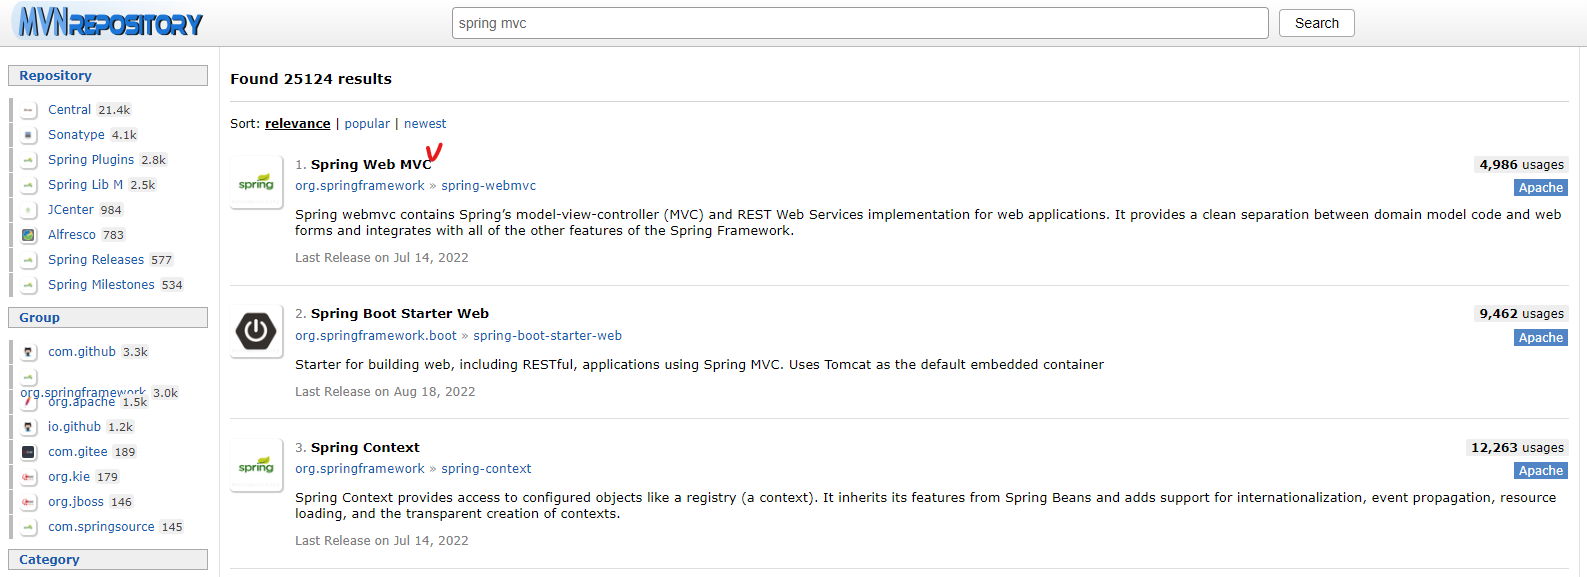 MVNREPOSITORY
spring mvc
Search
Repository
Central 21.4k
Sonatype 4.1k
Spring Plugins 2.8k
Spring Lib M 2.5k
JCenter 984
Alfresco 783
Spring Releases 577
Spring Milestones 534
Group
com.github 3.3k
org.springframework 3.0k
org.apache 1.5k
io.github 1.2k
com.gitee 189
org.kie 179
org.jboss 146
com.springsource 145
Category
Found 25124 results
Sort: relevance | popular | newest
spring
1. Spring Web MVC
4,986 usages
org.springframework » spring-webmvc
Apache
Spring webmvc contains Spring’s model-view-controller (MVC) and REST Web Services implementation for web applications. It provides a clean separation between domain model code and web
forms and integrates with all of the other features of the Spring Framework.
Last Release on Jul 14, 2022
2. Spring Boot Starter Web
9,462 usages
org.springframework.boot » spring-boot-starter-web
Apache
Starter for building web, including RESTful, applications using Spring MVC. Uses Tomcat as the default embedded container
Last Release on Aug 18, 2022
spring
3. Spring Context
12,263 usages
org.springframework » spring-context
Apache
Spring Context provides access to configured objects like a registry (a context). It inherits its features from Spring Beans and adds support for internationalization, event propagation, resource
loading, and the transparent creation of contexts.
Last Release on Jul 14, 2022